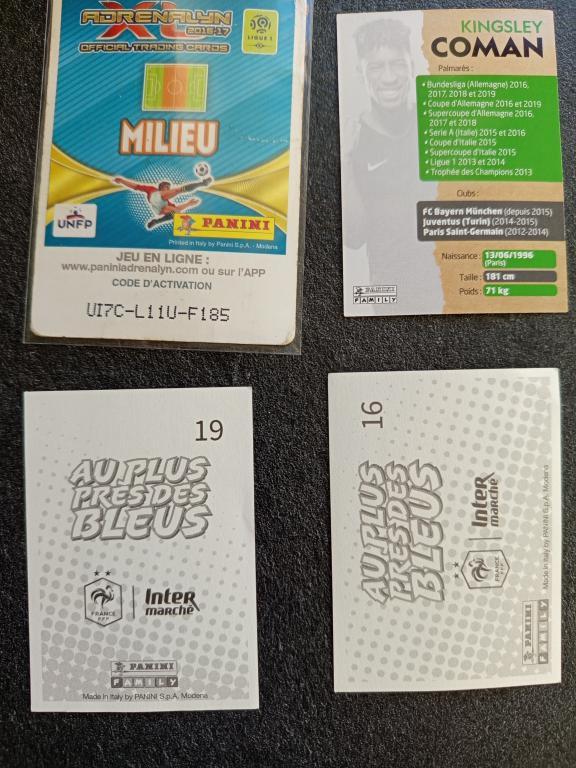 ADRENALYN
XL 2016-17
OFFICIAL TRADING CARDS
LIGUE 1
MILIEU
UNFP
PANINI
Printed in Italy by Panini S.p.A. - Modena
JEU EN LIGNE :
www.paniniadrenalyn.com ou sur l'APP
CODE D'ACTIVATION
UI7C-L11U-F185
KINGSLEY
COMAN
Palmarès :
• Bundesliga (Allemagne) 2016,
2017, 2018 et 2019
• Coupe d'Allemagne 2016 et 2019
• Supercoupe d'Allemagne 2016,
2017 et 2018
• Serie A (Italie) 2015 et 2016
• Coupe d'Italie 2015
• Supercoupe d'Italie 2015
• Ligue 1 2013 et 2014
• Trophée des Champions 2013
Clubs :
FC Bayern München (depuis 2015)
Juventus (Turin) (2014-2015)
Paris Saint-Germain (2012-2014)
Naissance : 13/06/1996
(Paris)
Taille : 181 cm
Poids : 71 kg
PANINI
FAMILY
19
AU PLUS
PRES DES
BLEUS
FRANCE
FFF
Inter
marché
PANINI
FAMILY
Made in Italy by PANINI S.p.A. Modena
16
AU PLUS
PRES DES
BLEUS
FRANCE
FFF
Inter
marché
PANINI
FAMILY
Made in Italy by PANINI S.p.A. Modena